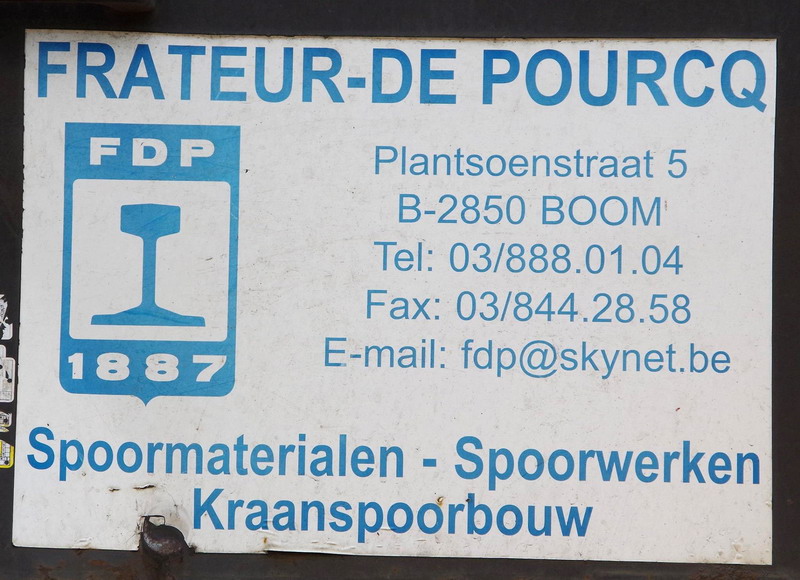 FRATEUR-DE POURCQ
FDP
1887
Plantsoenstraat 5
B-2850 BOOM
Tel: 03/888.01.04
Fax: 03/844.28.58
E-mail: fdp@skynet.be
Spoormaterialen - Spoorwerken
Kraanspoorbouw